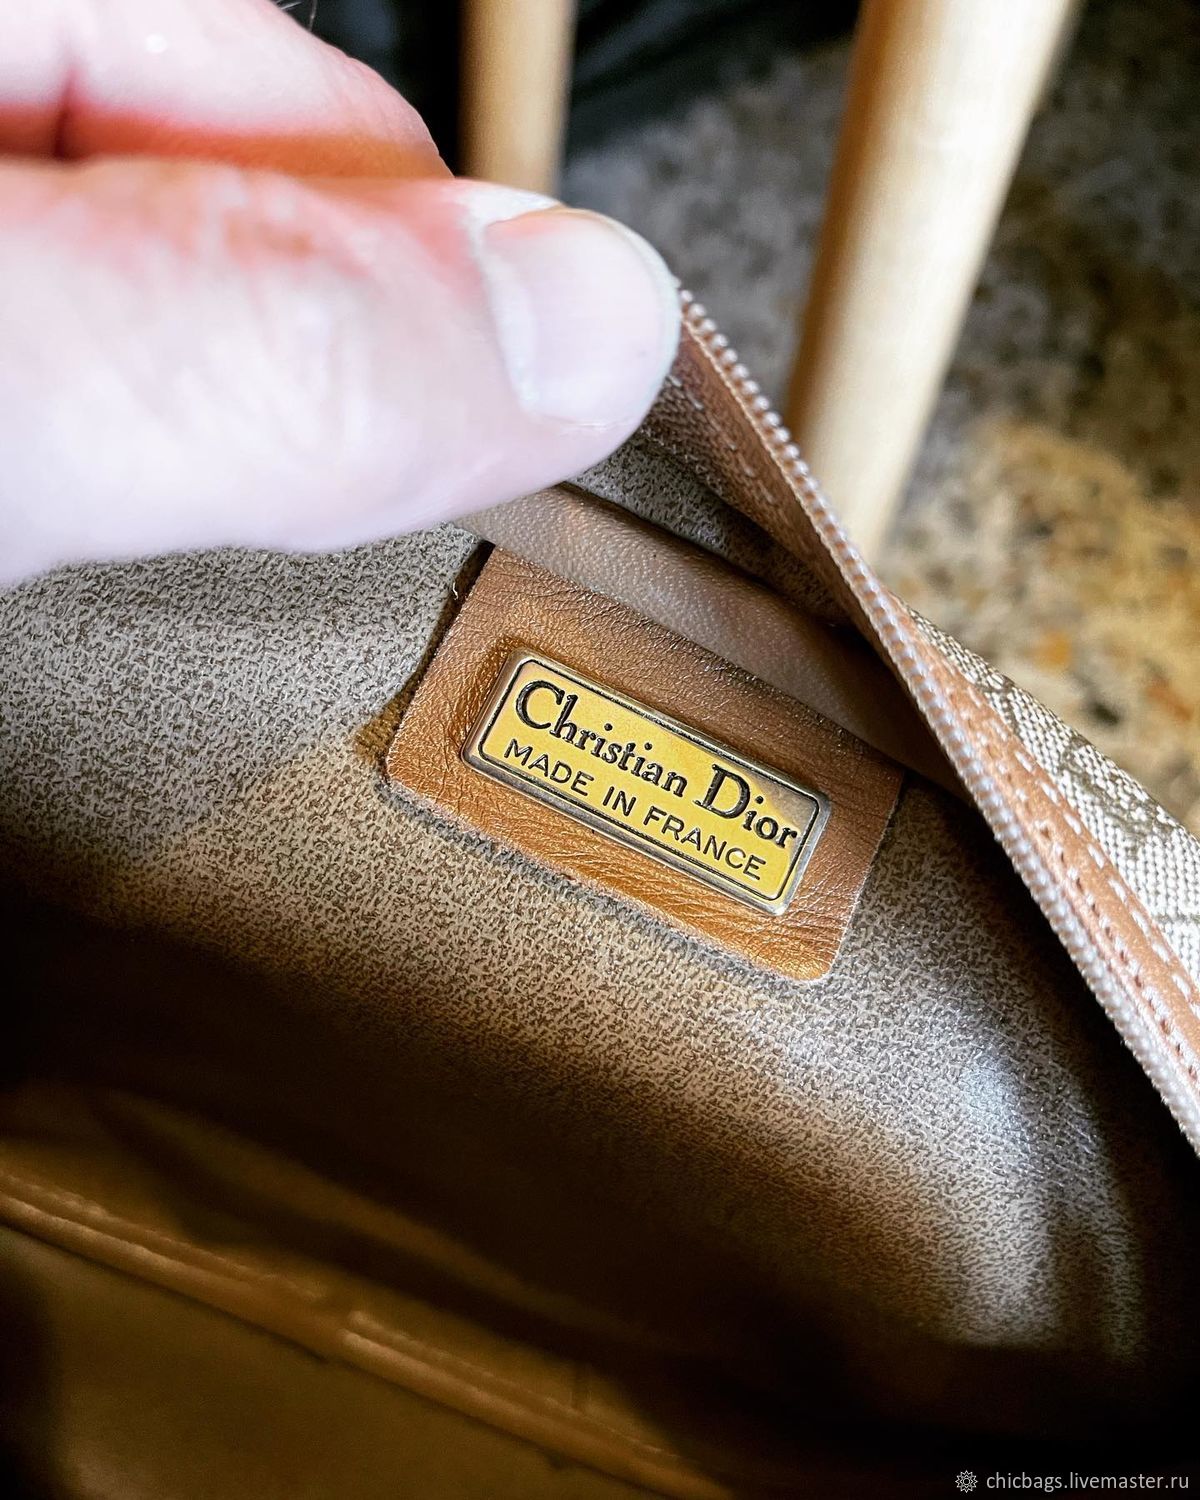 Christian Dior
MADE IN FRANCE
chicbags.livemaster.ru